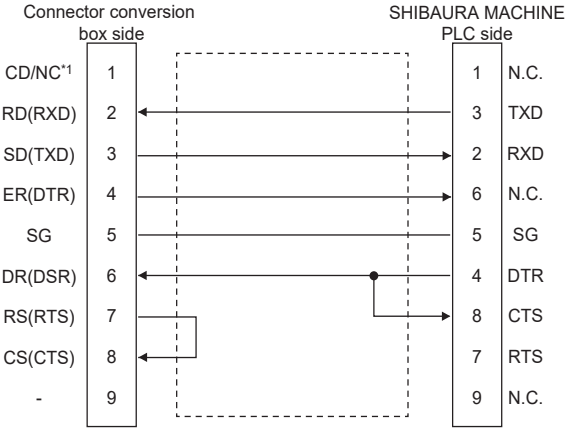 Connector conversion box side
SHIBAURA MACHINE PLC side
CD/NC*1 1 1 N.C.
RD(RXD) 2 3 TXD
SD(TXD) 3 2 RXD
ER(DTR) 4 6 N.C.
SG 5 5 SG
DR(DSR) 6 4 DTR
RS(RTS) 7 8 CTS
CS(CTS) 8 7 RTS
- 9 9 N.C.